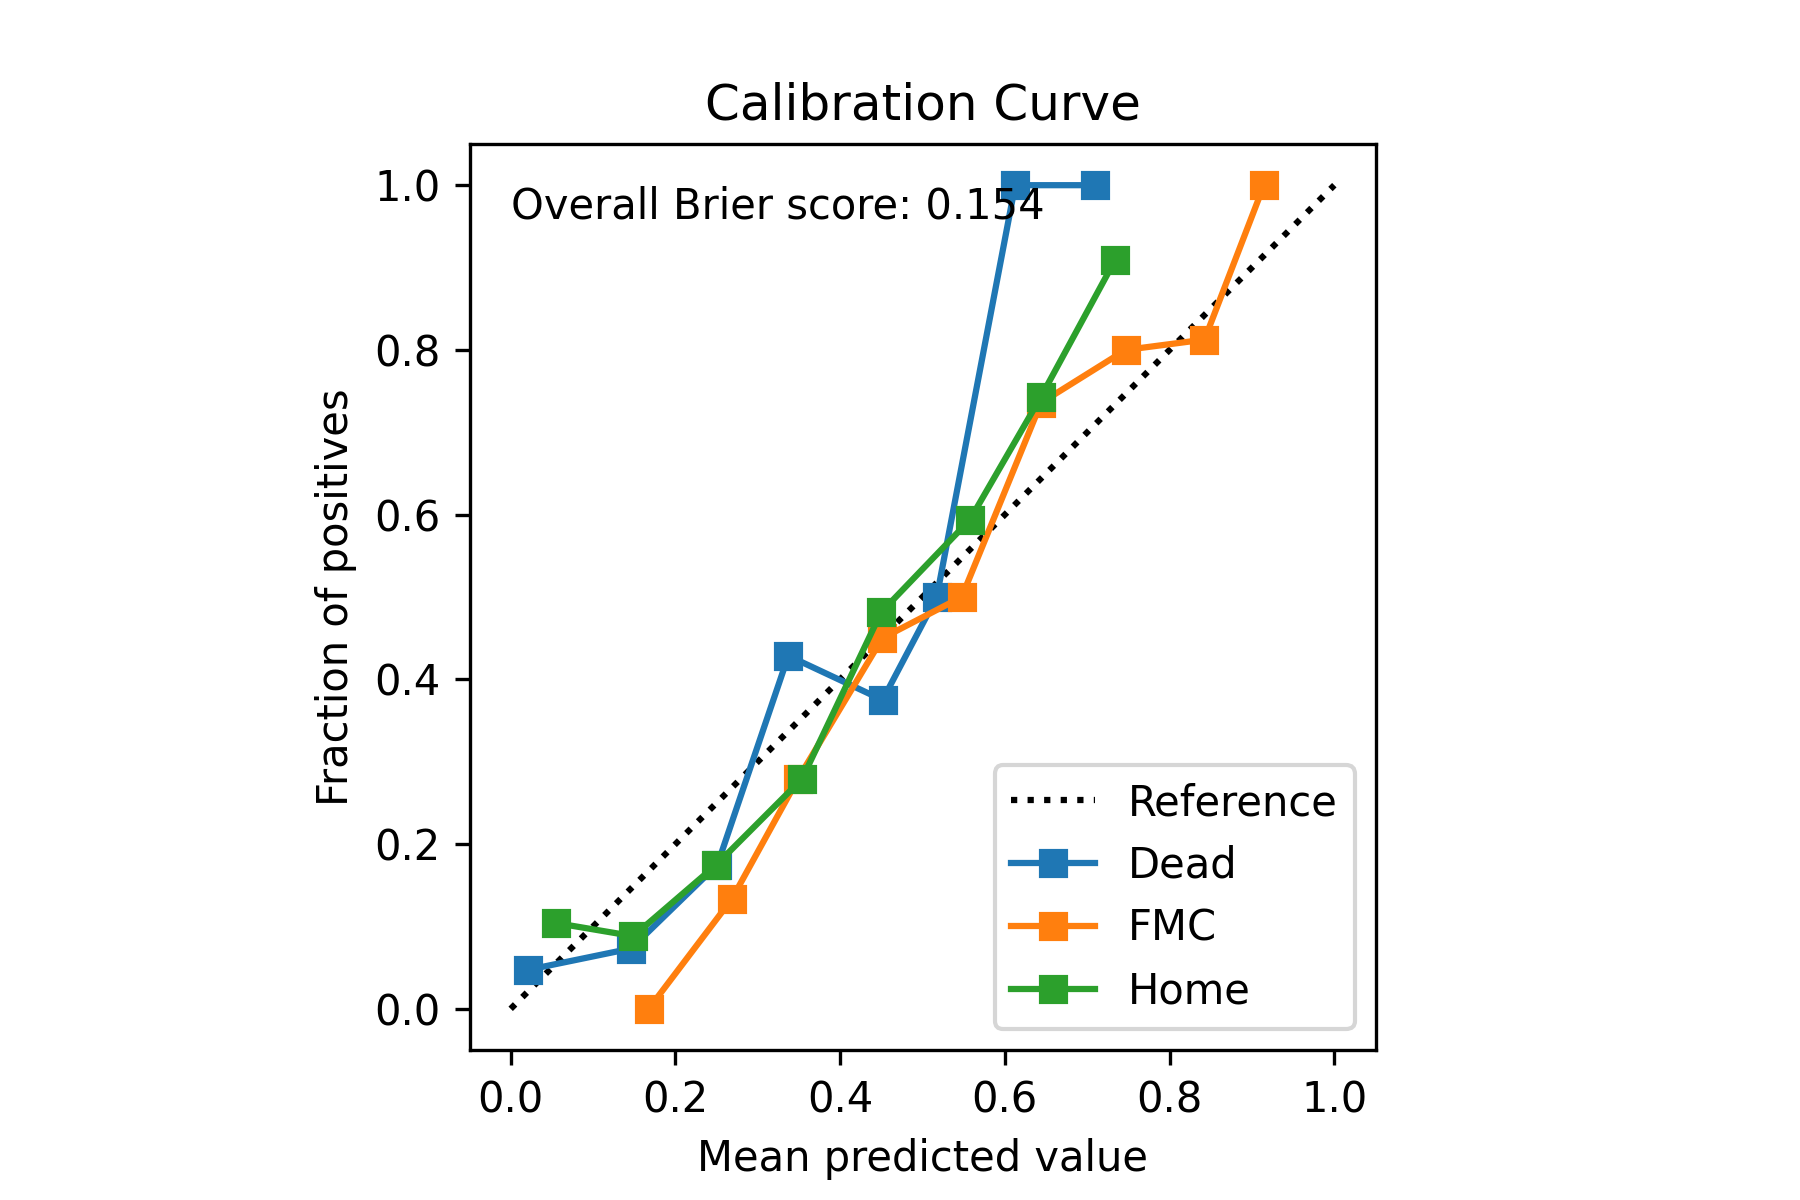 Calibration Curve
Overall Brier score: 0.154
1.0
0.8
0.6
0.4
0.2
0.0
Fraction of positives
Reference
Dead
FMC
Home
0.0 0.2 0.4 0.6 0.8 1.0
Mean predicted value